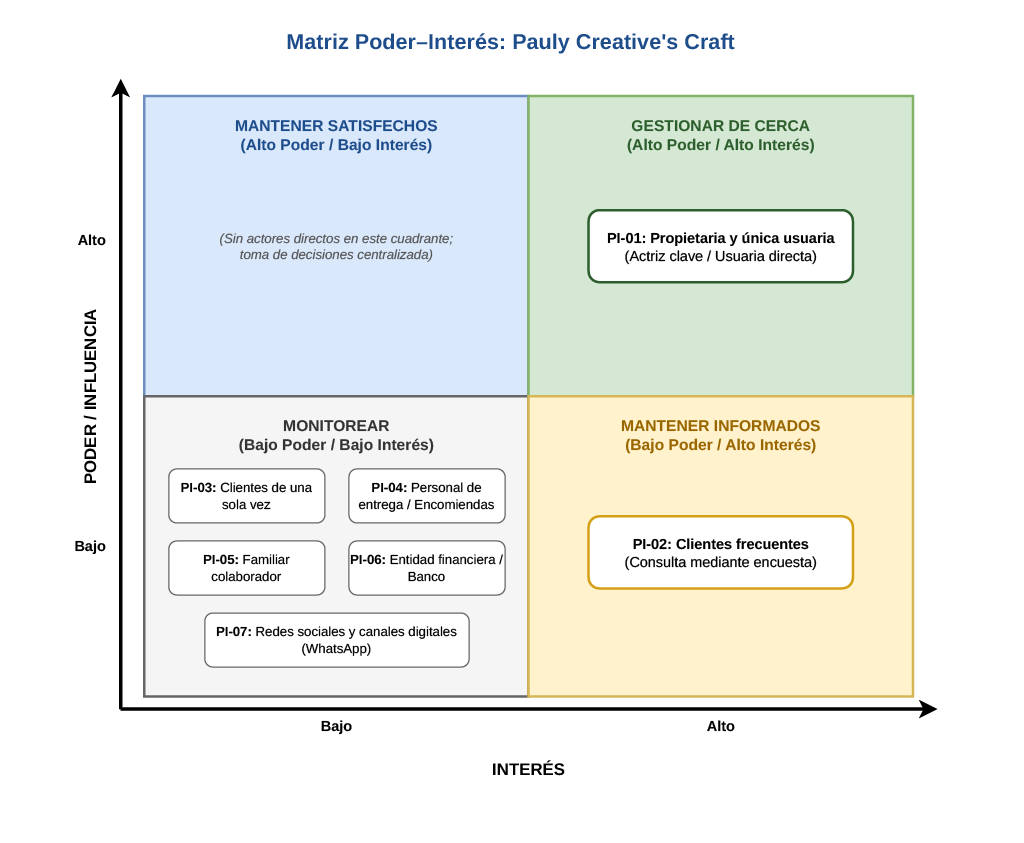 Matriz Poder–Interés: Pauly Creative's Craft
MANTENER SATISFECHOS
(Alto Poder / Bajo Interés)
GESTIONAR DE CERCA
(Alto Poder / Alto Interés)
Alto
(Sin actores directos en este cuadrante;
toma de decisiones centralizada)
PI-01: Propietaria y única usuaria
(Actriz clave / Usuaria directa)
PODER / INFLUENCIA
MONITOREAR
(Bajo Poder / Bajo Interés)
MANTENER INFORMADOS
(Bajo Poder / Alto Interés)
PI-03: Clientes de una
sola vez
PI-04: Personal de
entrega / Encomiendas
Bajo
PI-05: Familiar
colaborador
PI-06: Entidad financiera /
Banco
PI-02: Clientes frecuentes
(Consulta mediante encuesta)
PI-07: Redes sociales y canales digitales
(WhatsApp)
Bajo
Alto
INTERÉS